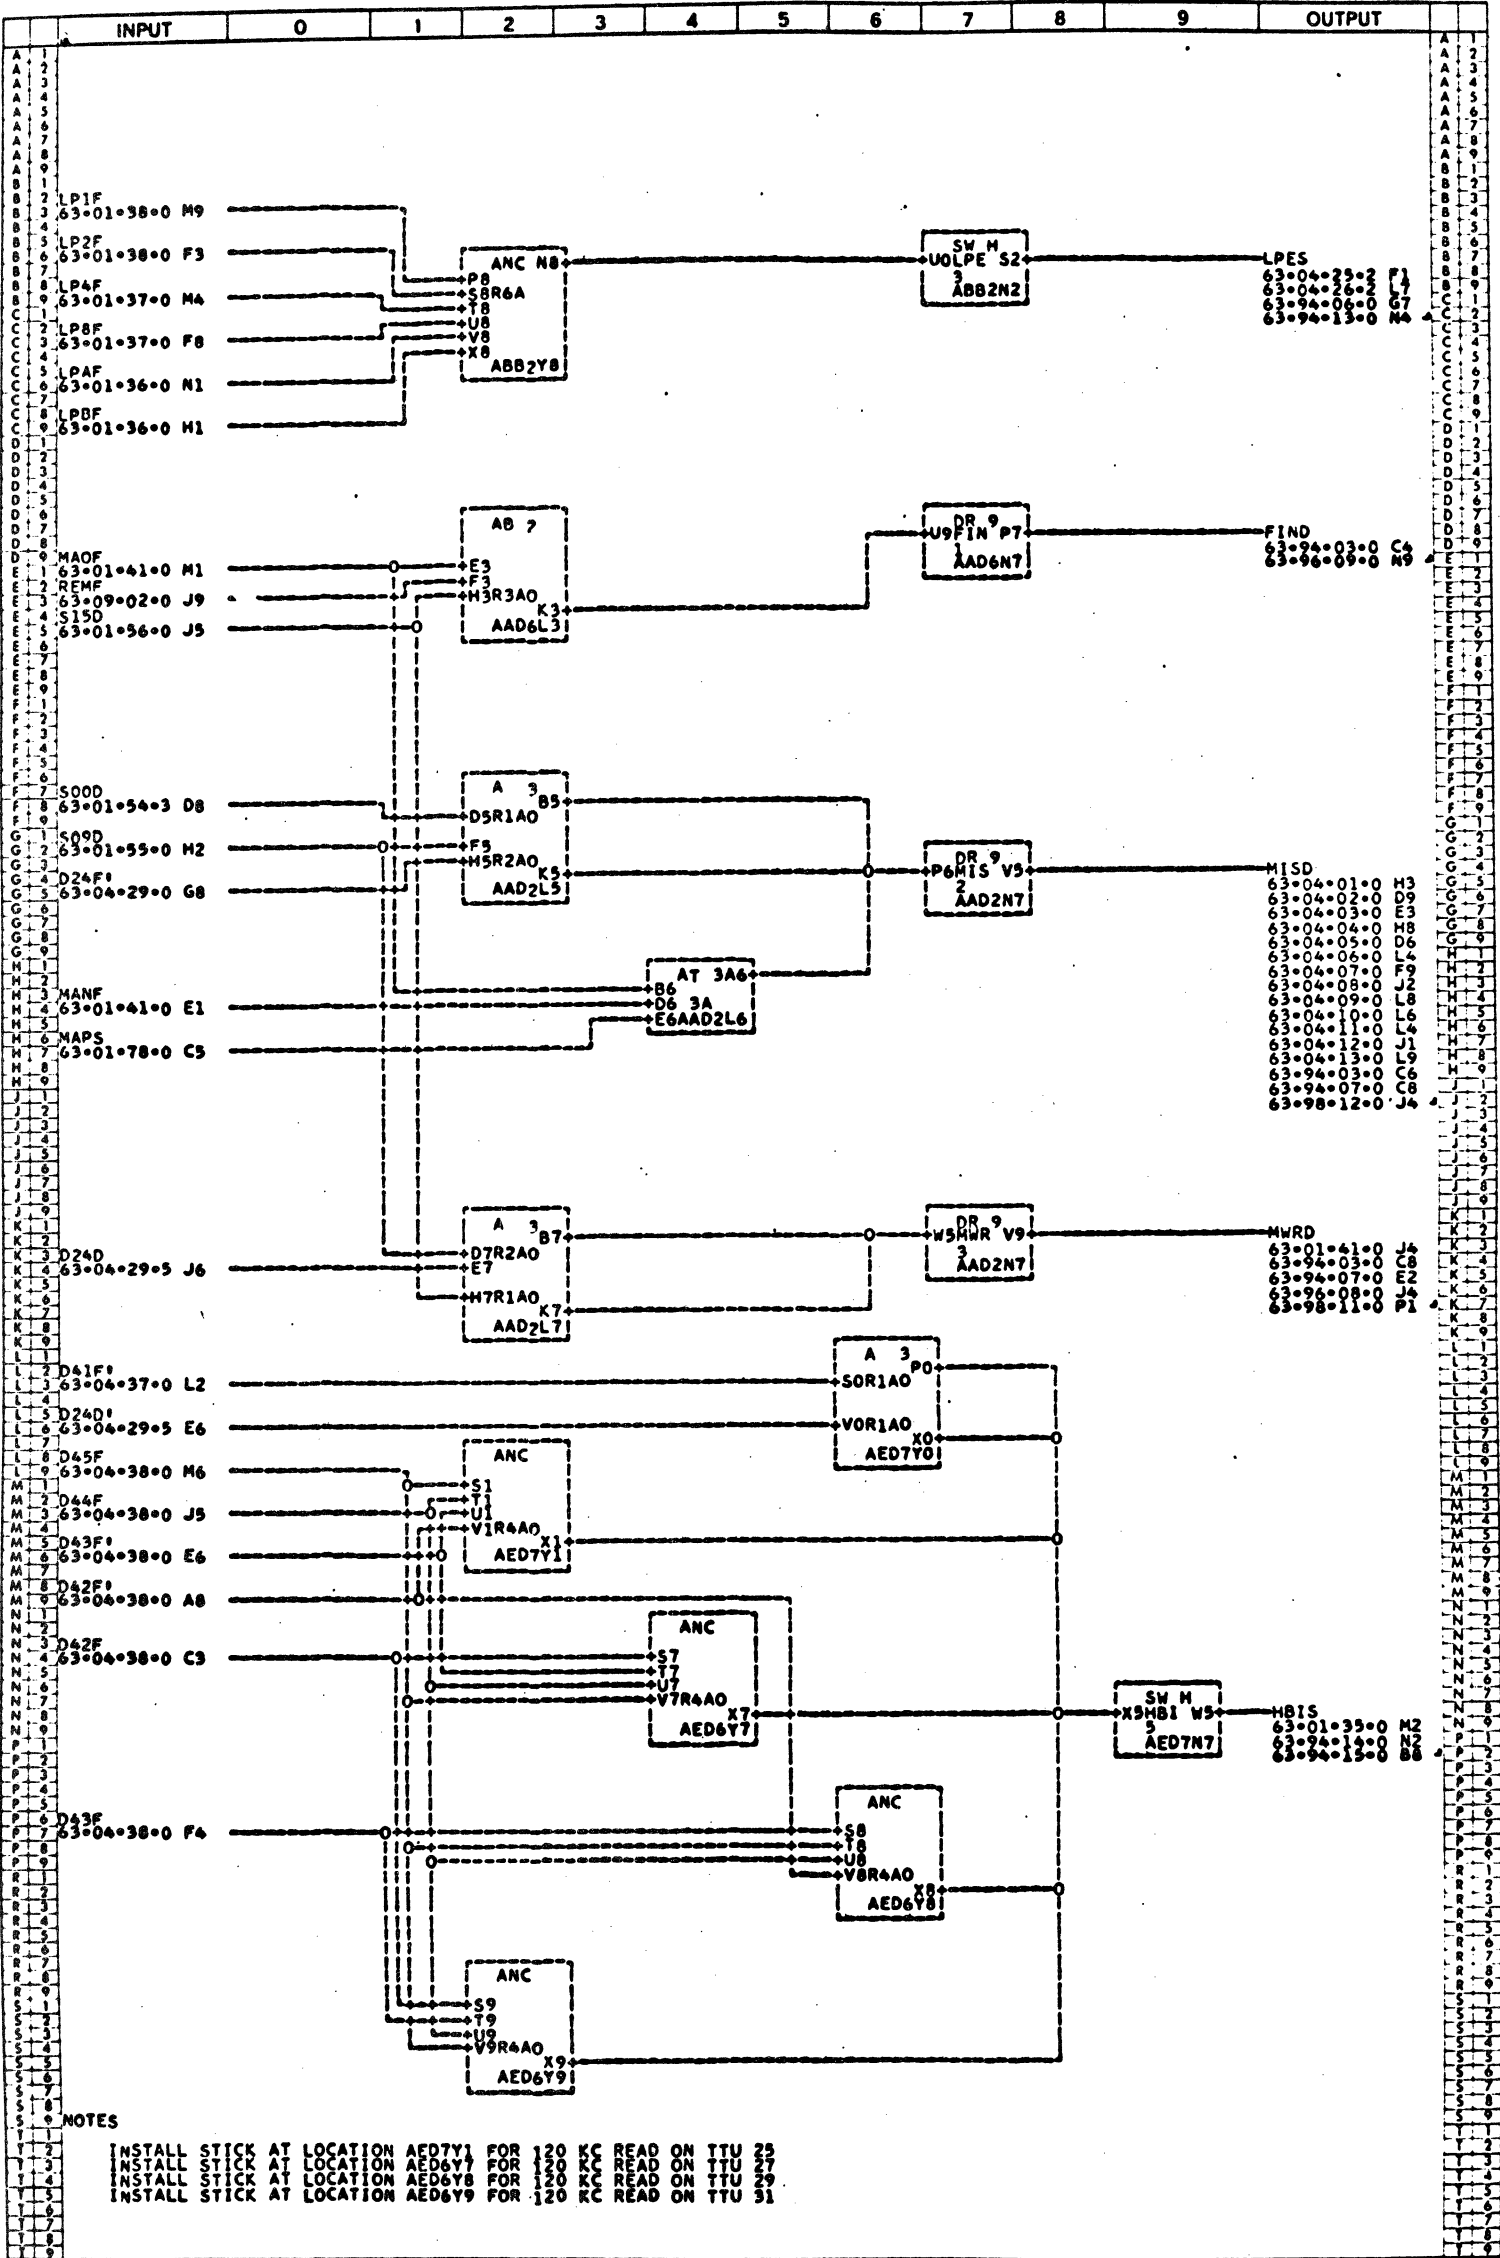 INPUT 0 1 2 3 4 5 6 7 8 9 OUTPUT
LP1F
63•01•38•0 M9
LP2F
63•01•38•0 F3
LP4F
63•01•37•0 M4
LP8F
63•01•37•0 F8
LPAF
63•01•36•0 N1
LPBF
63•01•36•0 H1
ANC N8
P8
S8R6A
T8
U8
V8
X8
ABB2Y8
SW H
U0LPE S2
3
ABB2N2
LPES
63•04•25•2 F1
63•04•26•2 L7
63•94•06•0 G7
63•94•13•0 N4
MAOF
63•01•41•0 M1
REMF
63•09•02•0 J9
S15D
63•01•56•0 J5
AB 7
E3
F3
H3R3AO
K3
AAD6L3
DR 9
U9FIN P7
1
AAD6N7
FIND
63•94•03•0 C4
63•96•09•0 N9
S00D
63•01•54•3 D8
S09D
63•01•55•0 H2
D24F'
63•04•29•0 G8
A 3
B5
D5R1AO
F5
H5R2AO
K5
AAD2L5
DR 9
P6MIS V5
2
AAD2N7
MISD
63•04•01•0 H3
63•04•02•0 D9
63•04•03•0 E3
63•04•04•0 H8
63•04•05•0 D6
63•04•06•0 L4
63•04•07•0 F9
63•04•08•0 J2
63•04•09•0 L8
63•04•10•0 L6
63•04•11•0 L4
63•04•12•0 J1
63•04•13•0 L9
63•94•03•0 C6
63•94•07•0 C8
63•98•12•0 J4
MANF
63•01•41•0 E1
MAPS
63•01•78•0 C5
AT 3A6
B6
D6 3A
E6AAD2L6
D24D
63•04•29•5 J6
A 3
B7
D7R2AO
E7
H7R1AO
K7
AAD2L7
DR 9
W5MWR V9
3
AAD2N7
MWRD
63•01•41•0 J4
63•94•03•0 C8
63•94•07•0 E2
63•96•08•0 J4
63•98•11•0 P1
D41F'
63•04•37•0 L2
D24D'
63•04•29•5 E6
A 3
P0
S0R1AO
V0R1AO
X0
AED7Y0
D45F
63•04•38•0 M6
D44F
63•04•38•0 J5
D43F'
63•04•38•0 E6
D42F'
63•04•38•0 A8
ANC
S1
T1
U1
V1R4AO
X1
AED7Y1
D42F
63•04•38•0 C3
ANC
S7
T7
U7
V7R4AO
X7
AED6Y7
SW H
X5HBI W5
5
AED7N7
HBIS
63•01•35•0 M2
63•94•14•0 N2
63•94•15•0 B8
D43F
63•04•38•0 F4
ANC
S8
T8
U8
V8R4AO
X8
AED6Y8
ANC
S9
T9
U9
V9R4AO
X9
AED6Y9
NOTES
INSTALL STICK AT LOCATION AED7Y1 FOR 120 KC READ ON TTU 25
INSTALL STICK AT LOCATION AED6Y7 FOR 120 KC READ ON TTU 27
INSTALL STICK AT LOCATION AED6Y8 FOR 120 KC READ ON TTU 29
INSTALL STICK AT LOCATION AED6Y9 FOR 120 KC READ ON TTU 31